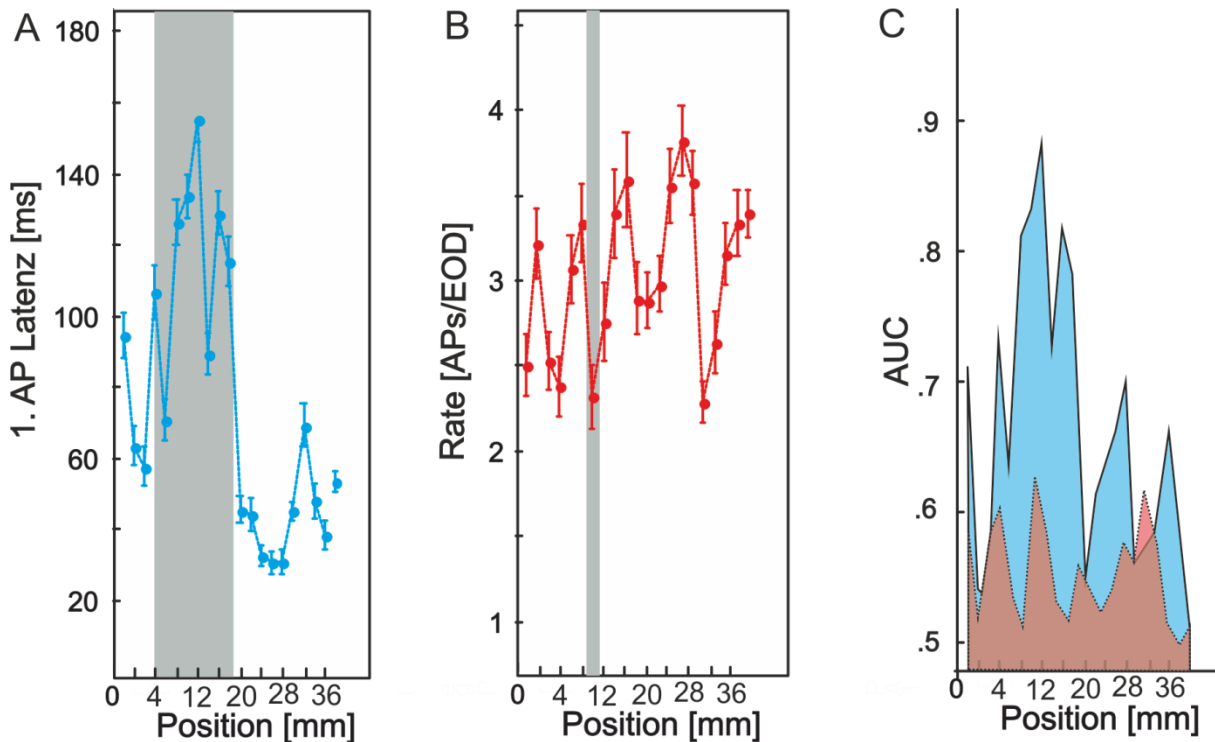 A
180
140
100
60
20
1. AP Latenz [ms]
0 4 12 20 28 36
Position [mm]
B
4
3
2
1
Rate [APs/EOD]
0 4 12 20 28 36
Position [mm]
C
.9
.8
.7
.6
.5
AUC
0 4 12 20 28 36
Position [mm]